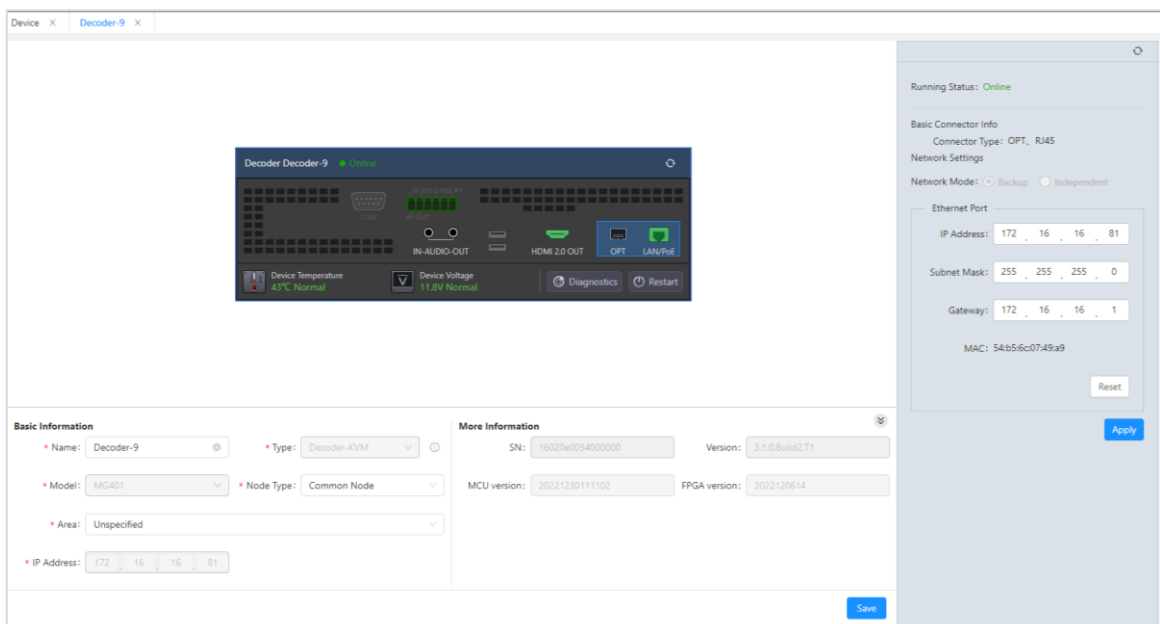 Device ×
Decoder-9 ×
Decoder Decoder-9 Online
COM
IN OUT
IN-AUDIO-OUT
HDMI 2.0 OUT
OPT
LAN/PoE
Device Temperature
43℃ Normal
V
Device Voltage
11.8V Normal
Diagnostics
Restart
Basic Information
* Name: Decoder-9
* Type: Decoder-KVM
* Model: MG401
* Node Type: Common Node
* Area: Unspecified
* IP Address: 172 . 16 . 16 . 81
More Information
SN: 16020e0054000000
Version: 3.1.0.Build2.T1
MCU version: 20221230111102
FPGA version: 2022120614
Save
Running Status: Online
Basic Connector Info
Connector Type: OPT、RJ45
Network Settings
Network Mode: Backup Independent
Ethernet Port
IP Address: 172 . 16 . 16 . 81
Subnet Mask: 255 . 255 . 255 . 0
Gateway: 172 . 16 . 16 . 1
MAC: 54:b5:6c:07:49:a9
Reset
Apply